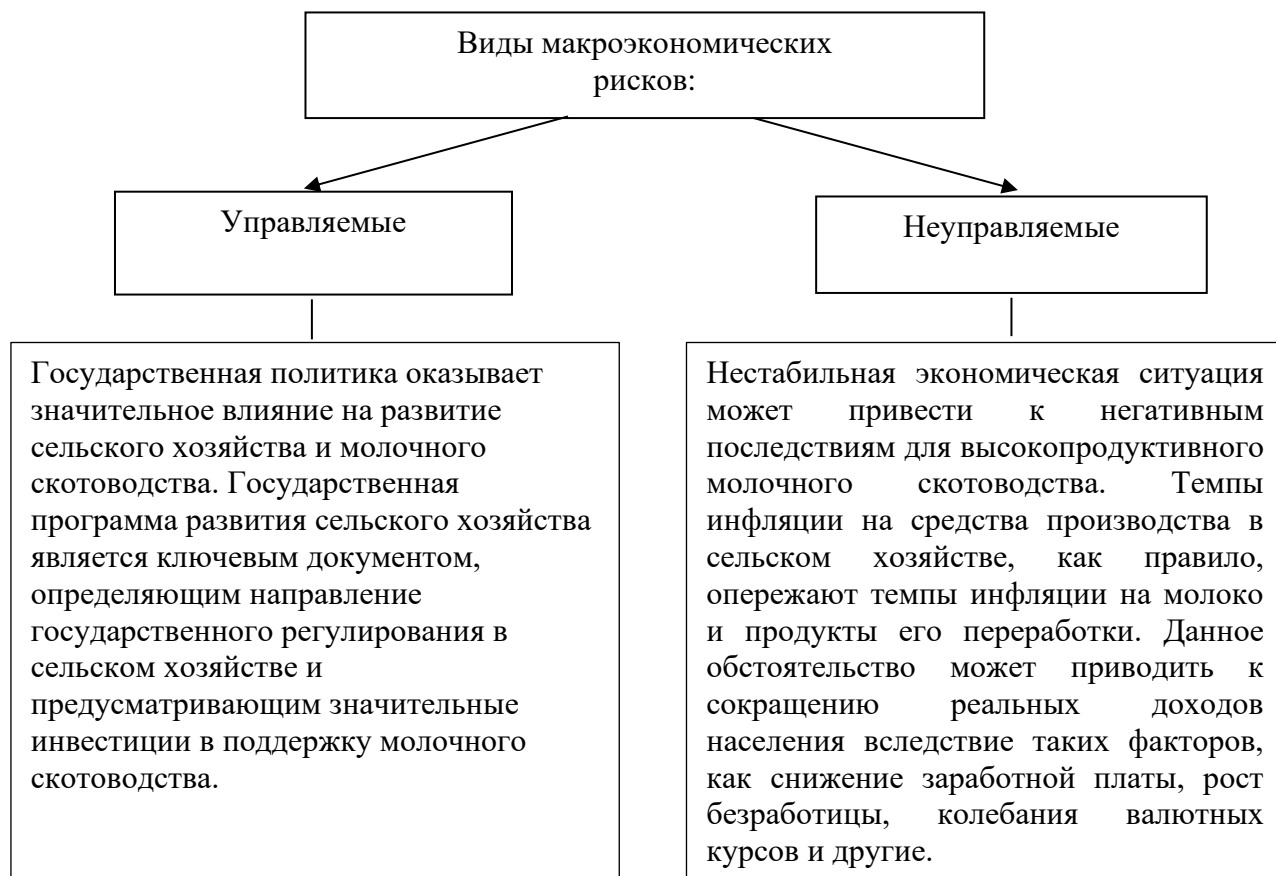 Виды макроэкономических
рисков:
Управляемые
Неуправляемые
Государственная политика оказывает
значительное влияние на развитие
сельского хозяйства и молочного
скотоводства. Государственная
программа развития сельского хозяйства
является ключевым документом,
определяющим направление
государственного регулирования в
сельском хозяйстве и
предусматривающим значительные
инвестиции в поддержку молочного
скотоводства.
Нестабильная экономическая ситуация
может привести к негативным
последствиям для высокопродуктивного
молочного скотоводства. Темпы
инфляции на средства производства в
сельском хозяйстве, как правило,
опережают темпы инфляции на молоко
и продукты его переработки. Данное
обстоятельство может приводить к
сокращению реальных доходов
населения вследствие таких факторов,
как снижение заработной платы, рост
безработицы, колебания валютных
курсов и другие.